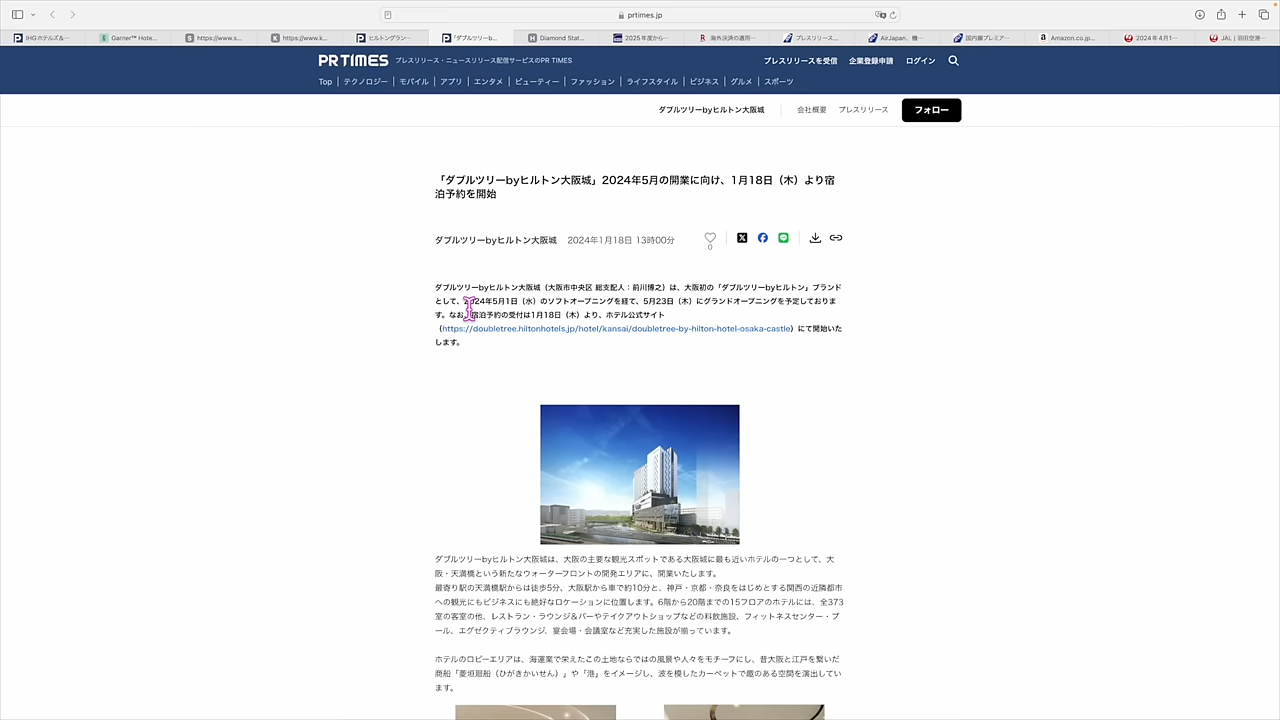 prtimes.jp
IHGホテルズ&…
Garner™ Hote…
https://www.s…
https://www.k…
ヒルトングラン…
「ダブルツリーb…
Diamond Stat…
2025年度から…
海外決済の適用…
プレスリリース…
AirJapan、機…
国内線プレミア…
Amazon.co.jp…
2024年4月1…
JAL｜羽田空港…
PRTIMES プレスリリース・ニュースリリース配信サービスのPR TIMES
プレスリリースを受信 企業登録申請 ログイン
Top テクノロジー モバイル アプリ エンタメ ビューティー ファッション ライフスタイル ビジネス グルメ スポーツ
ダブルツリーbyヒルトン大阪城 会社概要 プレスリリース フォロー
「ダブルツリーbyヒルトン大阪城」2024年5月の開業に向け、1月18日（木）より宿
泊予約を開始
ダブルツリーbyヒルトン大阪城 2024年1月18日 13時00分
0
ダブルツリーbyヒルトン大阪城（大阪市中央区 総支配人：前川博之）は、大阪初の「ダブルツリーbyヒルトン」ブランド
として、2024年5月1日（水）のソフトオープニングを経て、5月23日（木）にグランドオープニングを予定しておりま
す。なお、宿泊予約の受付は1月18日（木）より、ホテル公式サイト
（https://doubletree.hiltonhotels.jp/hotel/kansai/doubletree-by-hilton-hotel-osaka-castle）にて開始いた
します。
ダブルツリーbyヒルトン大阪城は、大阪の主要な観光スポットである大阪城に最も近いホテルの一つとして、大
阪・天満橋という新たなウォーターフロントの開発エリアに、開業いたします。
最寄り駅の天満橋駅からは徒歩5分、大阪駅から車で約10分と、神戸・京都・奈良をはじめとする関西の近隣都市
への観光にもビジネスにも絶好なロケーションに位置します。6階から20階までの15フロアのホテルには、全373
室の客室の他、レストラン・ラウンジ＆バーやテイクアウトショップなどの料飲施設、フィットネスセンター・プ
ール、エグゼクティブラウンジ、宴会場・会議室など充実した施設が揃っています。
ホテルのロビーエリアは、海運業で栄えたこの土地ならではの風景や人々をモチーフにし、昔大阪と江戸を繋いだ
商船「菱垣廻船（ひがきかいせん）」や「港」をイメージし、波を模したカーペットで趣のある空間を演出してい
ます。